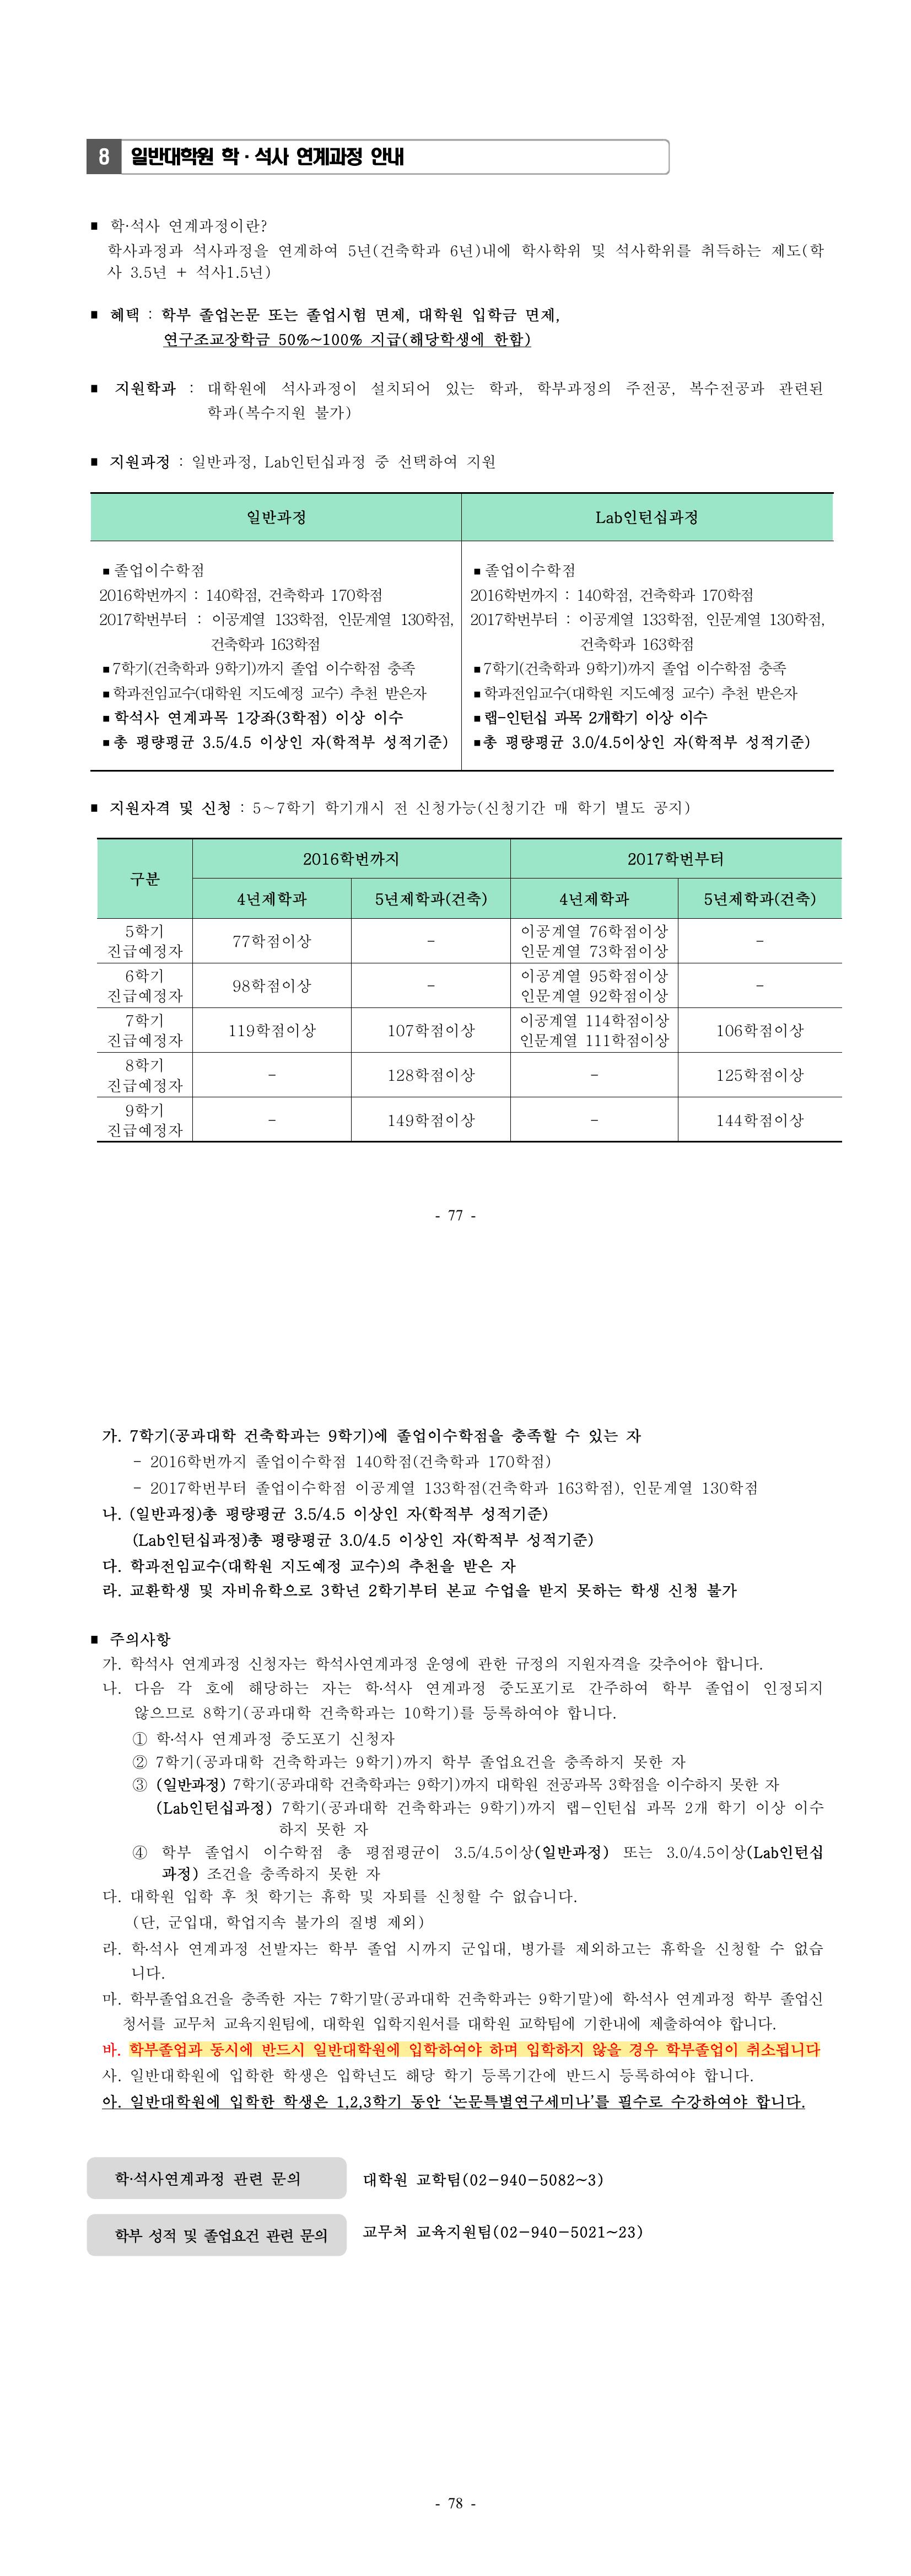 8 일반대학원 학·석사 연계과정 안내
■ 학·석사 연계과정이란?
학사과정과 석사과정을 연계하여 5년(건축학과 6년)내에 학사학위 및 석사학위를 취득하는 제도(학
사 3.5년 + 석사1.5년)
■ 혜택 : 학부 졸업논문 또는 졸업시험 면제, 대학원 입학금 면제,
연구조교장학금 50%~100% 지급(해당학생에 한함)
■ 지원학과 : 대학원에 석사과정이 설치되어 있는 학과, 학부과정의 주전공, 복수전공과 관련된
학과(복수지원 불가)
■ 지원과정 : 일반과정, Lab인턴십과정 중 선택하여 지원
일반과정 Lab인턴십과정
■ 졸업이수학점
2016학번까지 : 140학점, 건축학과 170학점
2017학번부터 : 이공계열 133학점, 인문계열 130학점,
건축학과 163학점
■ 7학기(건축학과 9학기)까지 졸업 이수학점 충족
■ 학과전임교수(대학원 지도예정 교수) 추천 받은자
■ 학석사 연계과목 1강좌(3학점) 이상 이수
■ 총 평량평균 3.5/4.5 이상인 자(학적부 성적기준)
■ 졸업이수학점
2016학번까지 : 140학점, 건축학과 170학점
2017학번부터 : 이공계열 133학점, 인문계열 130학점,
건축학과 163학점
■ 7학기(건축학과 9학기)까지 졸업 이수학점 충족
■ 학과전임교수(대학원 지도예정 교수) 추천 받은자
■ 랩-인턴십 과목 2개학기 이상 이수
■ 총 평량평균 3.0/4.5이상인 자(학적부 성적기준)
■ 지원자격 및 신청 : 5~7학기 학기개시 전 신청가능(신청기간 매 학기 별도 공지)
구분 2016학번까지 2017학번부터
4년제학과 5년제학과(건축) 4년제학과 5년제학과(건축)
5학기
진급예정자 77학점이상 - 이공계열 76학점이상
인문계열 73학점이상 -
6학기
진급예정자 98학점이상 - 이공계열 95학점이상
인문계열 92학점이상 -
7학기
진급예정자 119학점이상 107학점이상 이공계열 114학점이상
인문계열 111학점이상 106학점이상
8학기
진급예정자 - 128학점이상 - 125학점이상
9학기
진급예정자 - 149학점이상 - 144학점이상
- 77 -
가. 7학기(공과대학 건축학과는 9학기)에 졸업이수학점을 충족할 수 있는 자
- 2016학번까지 졸업이수학점 140학점(건축학과 170학점)
- 2017학번부터 졸업이수학점 이공계열 133학점(건축학과 163학점), 인문계열 130학점
나. (일반과정)총 평량평균 3.5/4.5 이상인 자(학적부 성적기준)
(Lab인턴십과정)총 평량평균 3.0/4.5 이상인 자(학적부 성적기준)
다. 학과전임교수(대학원 지도예정 교수)의 추천을 받은 자
라. 교환학생 및 자비유학으로 3학년 2학기부터 본교 수업을 받지 못하는 학생 신청 불가
■ 주의사항
가. 학석사 연계과정 신청자는 학석사연계과정 운영에 관한 규정의 지원자격을 갖추어야 합니다.
나. 다음 각 호에 해당하는 자는 학·석사 연계과정 중도포기로 간주하여 학부 졸업이 인정되지
않으므로 8학기(공과대학 건축학과는 10학기)를 등록하여야 합니다.
① 학·석사 연계과정 중도포기 신청자
② 7학기(공과대학 건축학과는 9학기)까지 학부 졸업요건을 충족하지 못한 자
③ (일반과정) 7학기(공과대학 건축학과는 9학기)까지 대학원 전공과목 3학점을 이수하지 못한 자
(Lab인턴십과정) 7학기(공과대학 건축학과는 9학기)까지 랩-인턴십 과목 2개 학기 이상 이수
하지 못한 자
④ 학부 졸업시 이수학점 총 평점평균이 3.5/4.5이상(일반과정) 또는 3.0/4.5이상(Lab인턴십
과정) 조건을 충족하지 못한 자
다. 대학원 입학 후 첫 학기는 휴학 및 자퇴를 신청할 수 없습니다.
(단, 군입대, 학업지속 불가의 질병 제외)
라. 학·석사 연계과정 선발자는 학부 졸업 시까지 군입대, 병가를 제외하고는 휴학을 신청할 수 없습
니다.
마. 학부졸업요건을 충족한 자는 7학기말(공과대학 건축학과는 9학기말)에 학·석사 연계과정 학부 졸업신
청서를 교무처 교육지원팀에, 대학원 입학지원서를 대학원 교학팀에 기한내에 제출하여야 합니다.
바. 학부졸업과 동시에 반드시 일반대학원에 입학하여야 하며 입학하지 않을 경우 학부졸업이 취소됩니다
사. 일반대학원에 입학한 학생은 입학년도 해당 학기 등록기간에 반드시 등록하여야 합니다.
아. 일반대학원에 입학한 학생은 1,2,3학기 동안 ‘논문특별연구세미나’를 필수로 수강하여야 합니다.
학·석사연계과정 관련 문의 대학원 교학팀(02-940-5082~3)
학부 성적 및 졸업요건 관련 문의 교무처 교육지원팀(02-940-5021~23)
- 78 -